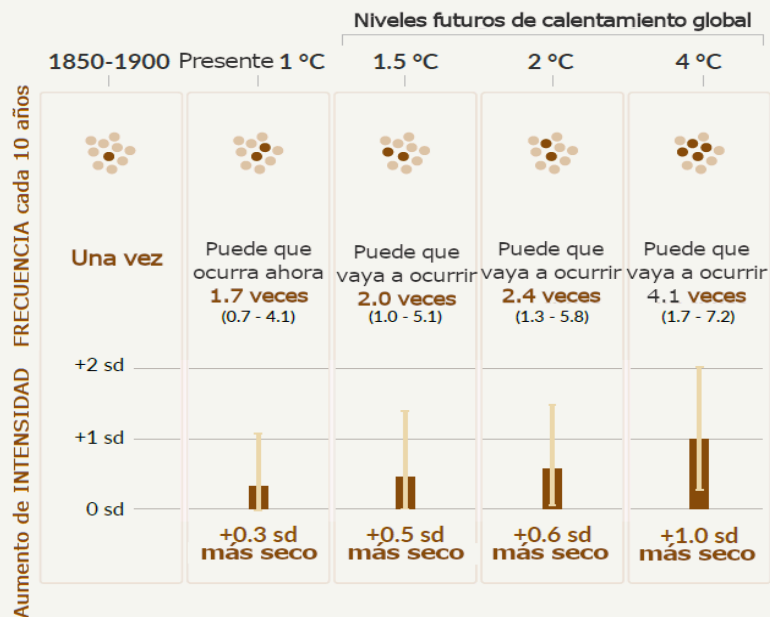 Niveles futuros de calentamiento global
1850-1900
Presente 1 °C
1.5 °C
2 °C
4 °C
FRECUENCIA cada 10 años
Una vez
Puede que
ocurra ahora
1.7 veces
(0.7 - 4.1)
Puede que
vaya a ocurrir
2.0 veces
(1.0 - 5.1)
Puede que
vaya a ocurrir
2.4 veces
(1.3 - 5.8)
Puede que
vaya a ocurrir
4.1 veces
(1.7 - 7.2)
Aumento de INTENSIDAD
+2 sd
+1 sd
0 sd
+0.3 sd
más seco
+0.5 sd
más seco
+0.6 sd
más seco
+1.0 sd
más seco